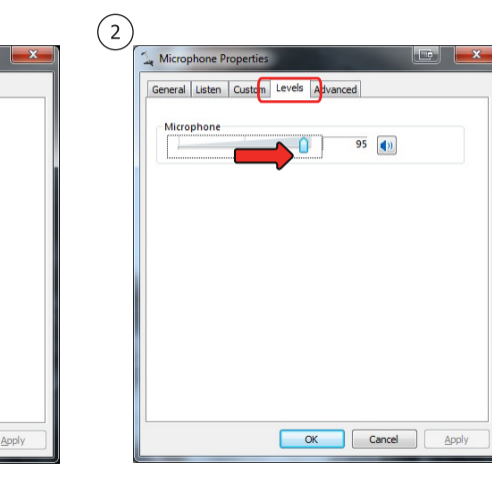 2
Microphone Properties
General Listen Custom Levels Advanced
Microphone
95
OK Cancel Apply
Apply